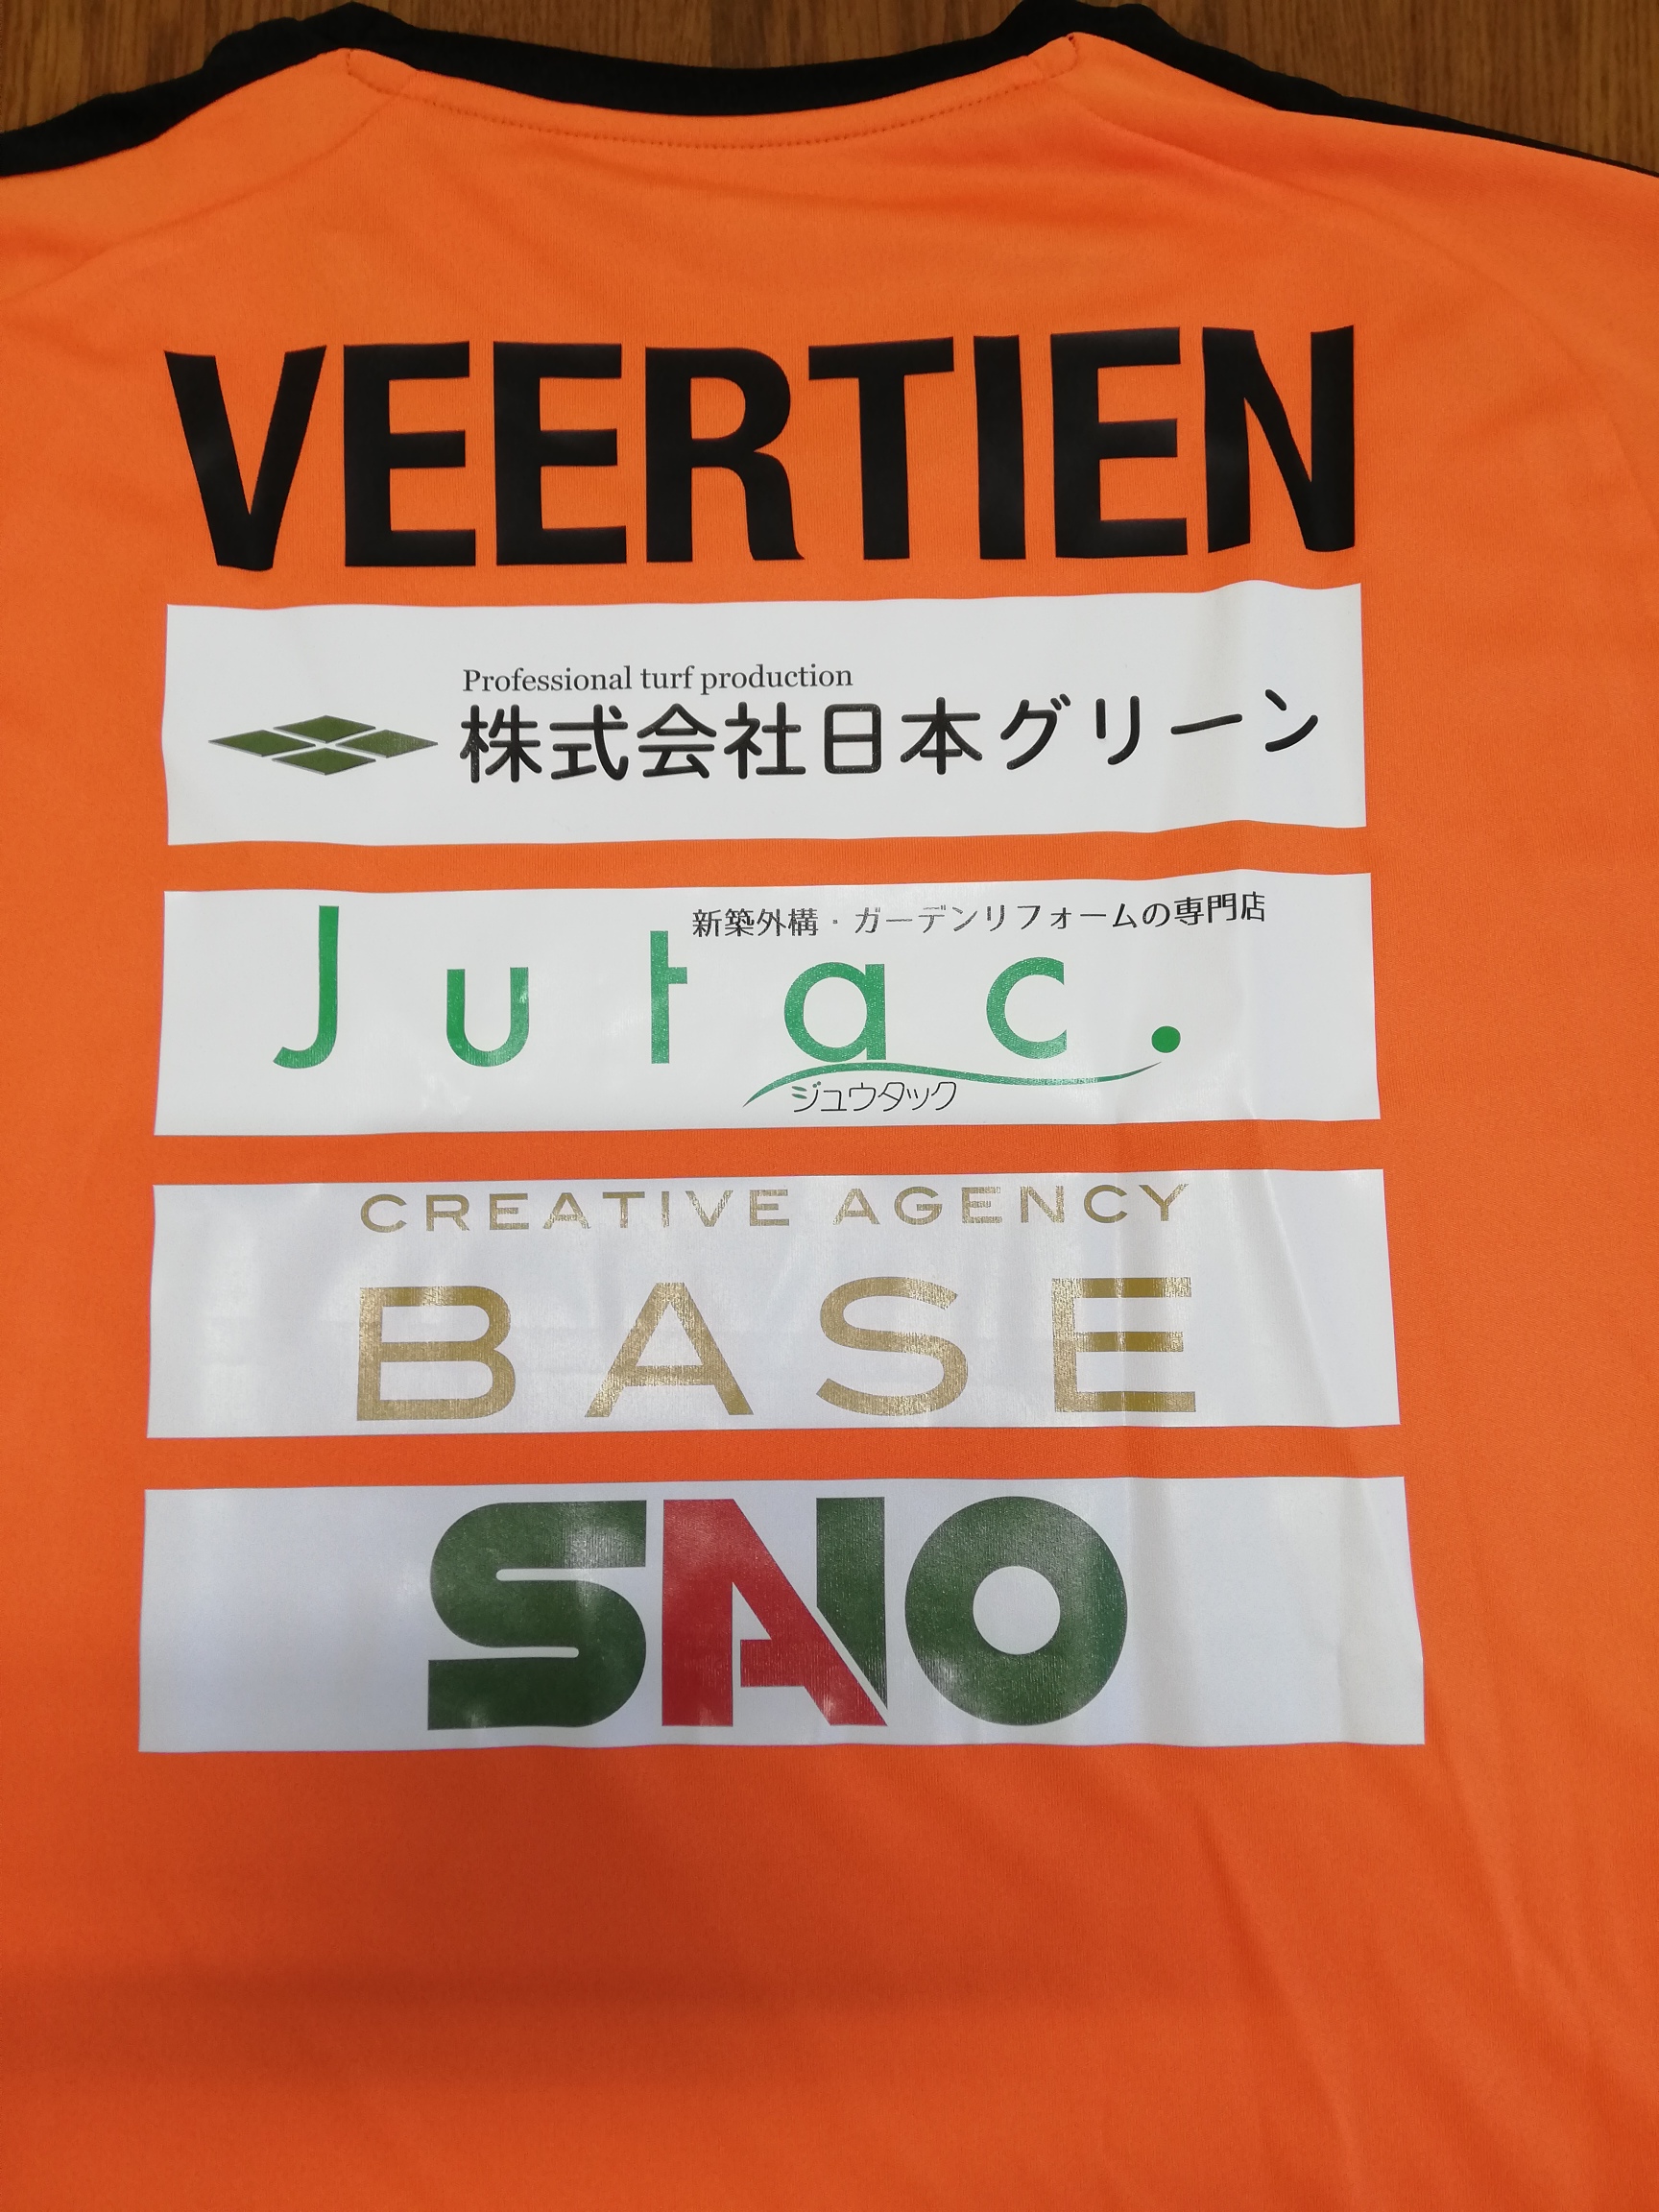 VEERTIEN
Professional turf production
株式会社日本グリーン
新築外構・ガーデンリフォームの専門店
Jutac.
ジュウタック
CREATIVE AGENCY
BASE
SANO